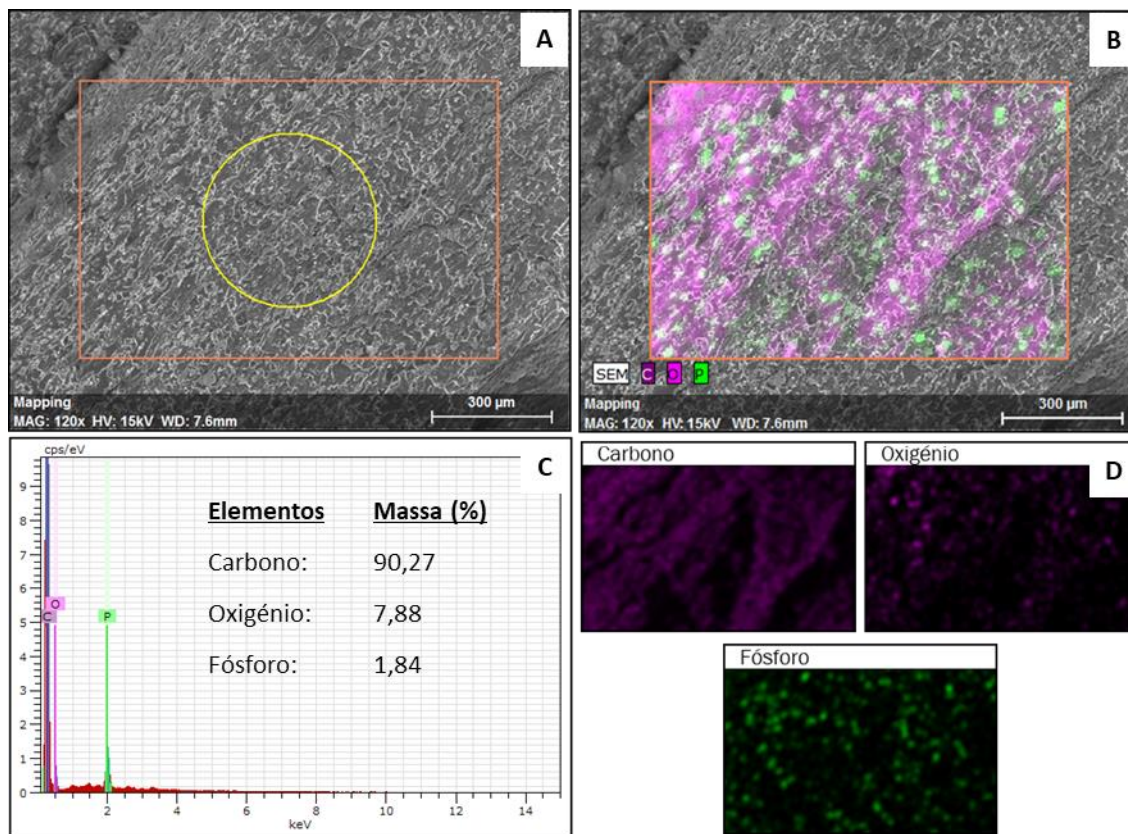 A
Mapping
MAG: 120x HV: 15kV WD: 7.6mm
300 µm
B
SEM C O P
Mapping
MAG: 120x HV: 15kV WD: 7.6mm
300 µm
C
cps/eV
9
8
7
6
5
4
3
2
1
0
C O P
Elementos Massa (%)
Carbono: 90,27
Oxigénio: 7,88
Fósforo: 1,84
2 4 6 8 10 12 14
keV
D
Carbono
Oxigénio
Fósforo